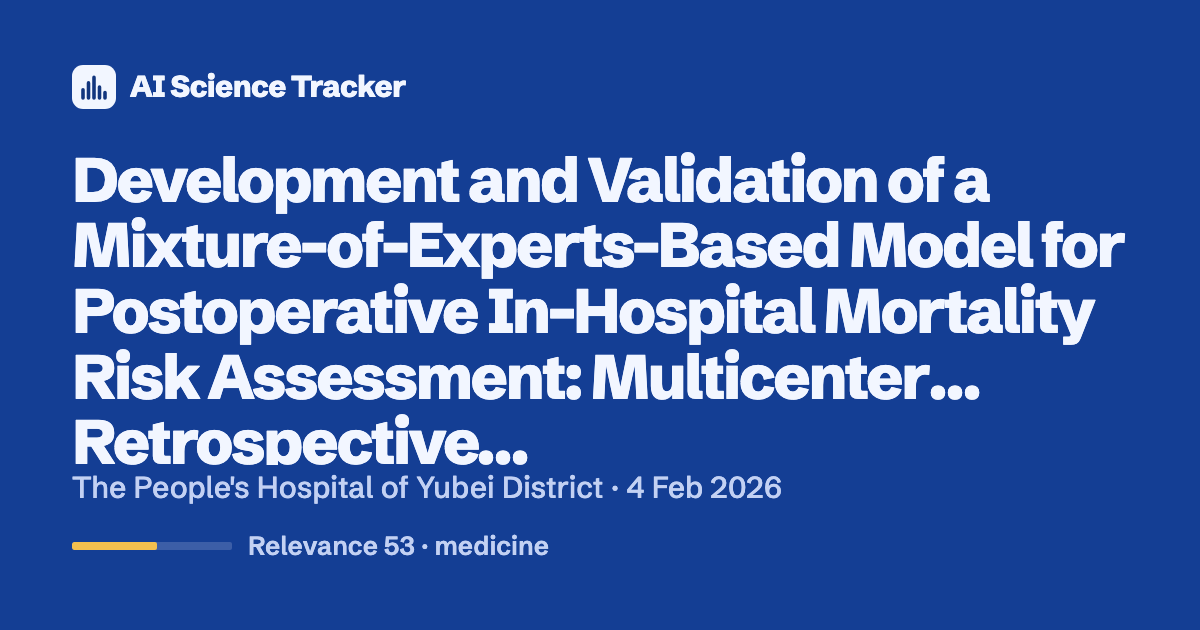 AI Science Tracker
Development and Validation of a
Mixture-of-Experts-Based Model for
Postoperative In-Hospital Mortality
Risk Assessment: Multicenter...
Retrospective...
The People's Hospital of Yubei District · 4 Feb 2026
Relevance 53 · medicine